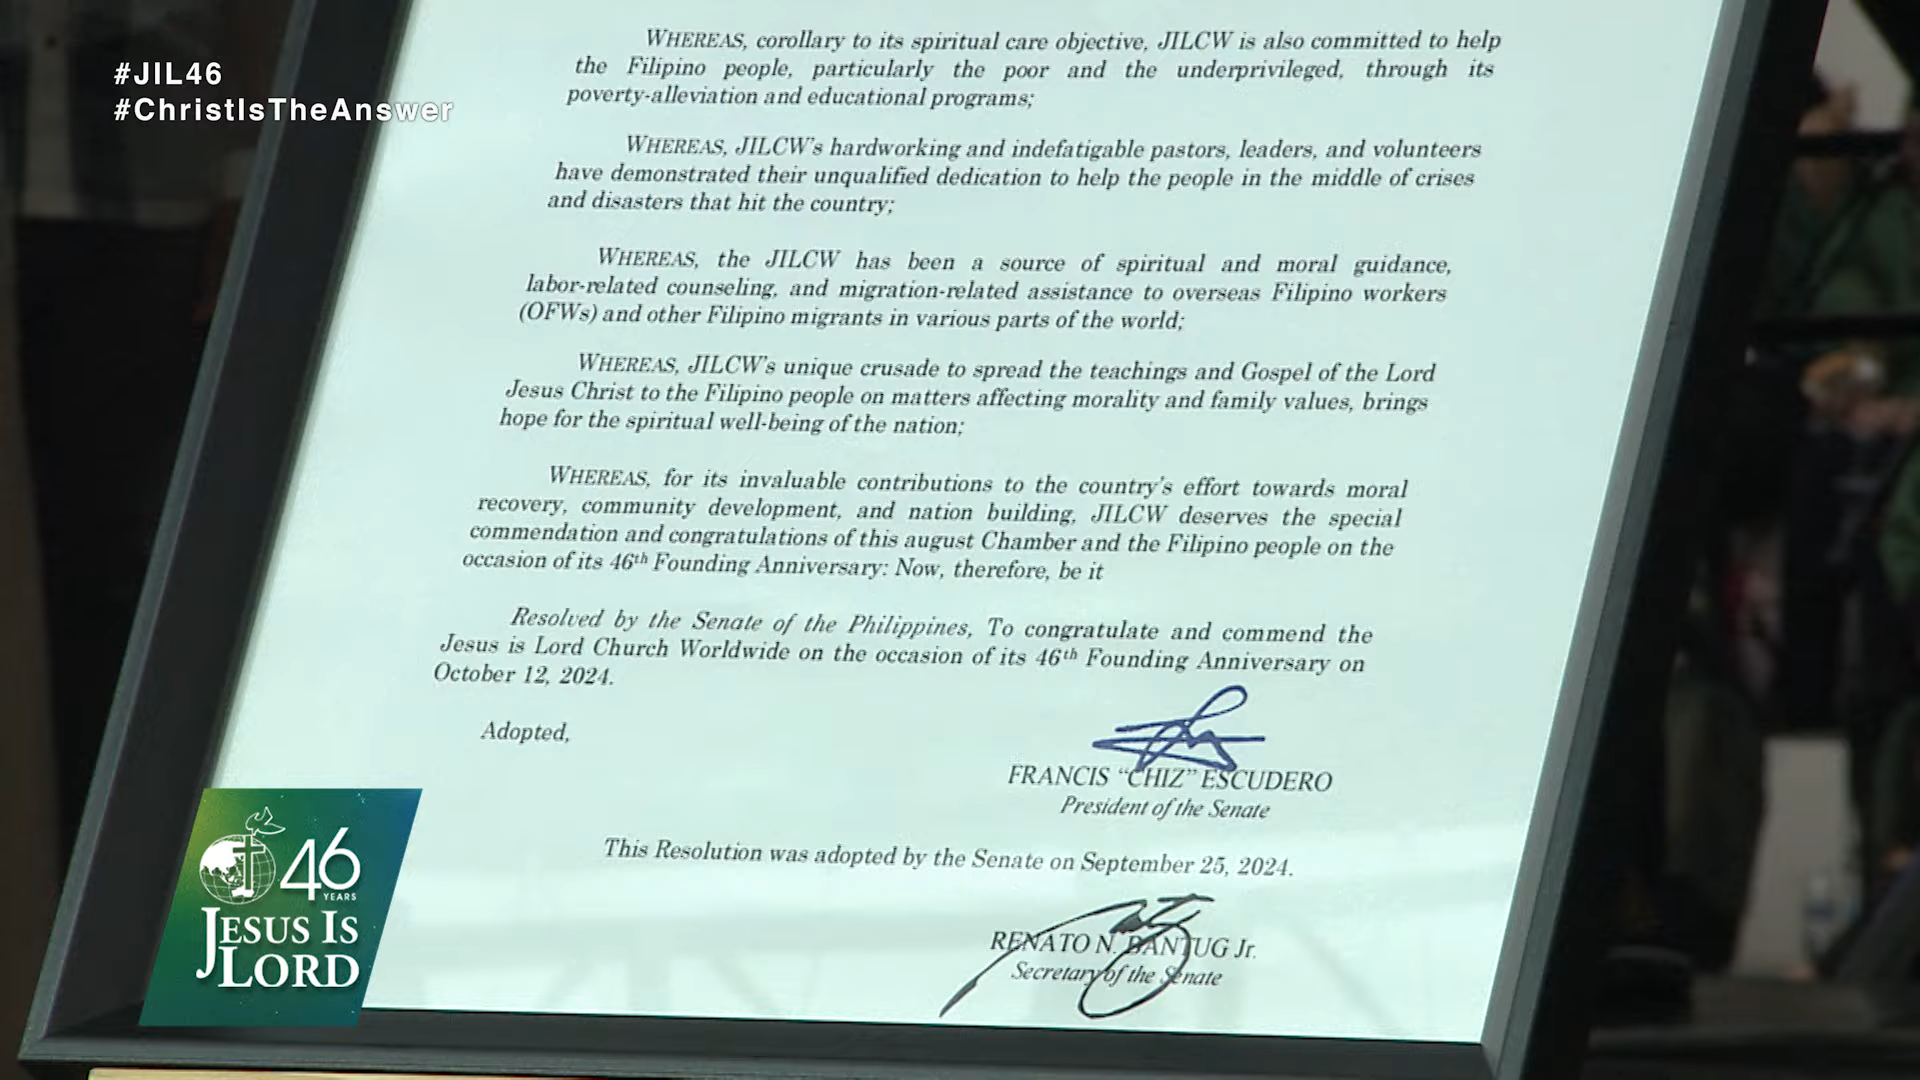 #JIL46
#ChristIsTheAnswer
WHEREAS, corollary to its spiritual care objective, JILCW is also committed to help
the Filipino people, particularly the poor and the underprivileged, through its
poverty-alleviation and educational programs;
WHEREAS, JILCW's hardworking and indefatigable pastors, leaders, and volunteers
have demonstrated their unqualified dedication to help the people in the middle of crises
and disasters that hit the country;
WHEREAS, the JILCW has been a source of spiritual and moral guidance,
labor-related counseling, and migration-related assistance to overseas Filipino workers
(OFWs) and other Filipino migrants in various parts of the world;
WHEREAS, JILCW's unique crusade to spread the teachings and Gospel of the Lord
Jesus Christ to the Filipino people on matters affecting morality and family values, brings
hope for the spiritual well-being of the nation;
WHEREAS, for its invaluable contributions to the country's effort towards moral
recovery, community development, and nation building, JILCW deserves the special
commendation and congratulations of this august Chamber and the Filipino people on the
occasion of its 46th Founding Anniversary: Now, therefore, be it
Resolved by the Senate of the Philippines, To congratulate and commend the
Jesus is Lord Church Worldwide on the occasion of its 46th Founding Anniversary on
October 12, 2024.
Adopted,
FRANCIS "CHIZ" ESCUDERO
President of the Senate
This Resolution was adopted by the Senate on September 25, 2024.
RENATO N. BANTUG Jr.
Secretary of the Senate
46
YEARS
JESUS IS
LORD